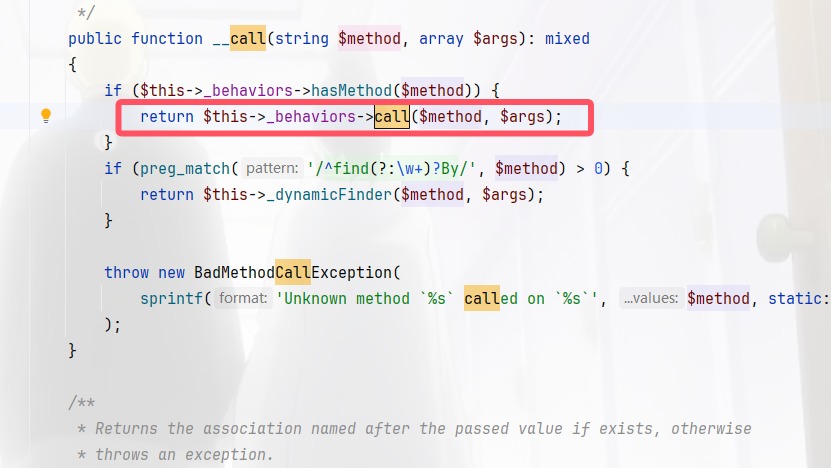 */
public function __call(string $method, array $args): mixed
{
if ($this->_behaviors->hasMethod($method)) {
return $this->_behaviors->call($method, $args);
}
if (preg_match( pattern: '/^find(?:\w+)?By/', $method) > 0) {
return $this->_dynamicFinder($method, $args);
}
throw new BadMethodCallException(
sprintf( format: 'Unknown method `%s` called on `%s`', ...values: $method, static:
);
}
/**
* Returns the association named after the passed value if exists, otherwise
* throws an exception.